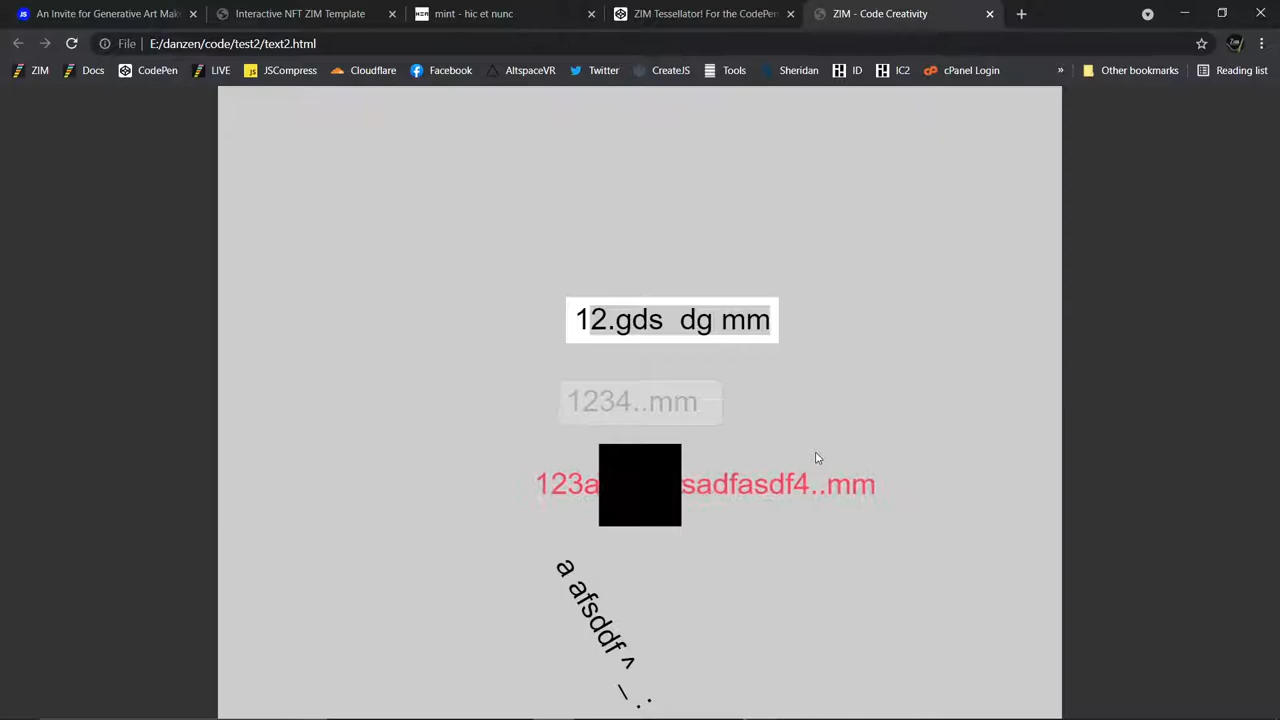 An Invite for Generative Art Mak
Interactive NFT ZIM Template
mint - hic et nunc
ZIM Tessellator! For the CodePen
ZIM - Code Creativity
File
E:/danzen/code/test2/text2.html
ZIM
Docs
CodePen
LIVE
JSCompress
Cloudflare
Facebook
AltspaceVR
Twitter
CreateJS
Tools
Sheridan
ID
IC2
cPanel Login
»
Other bookmarks
Reading list
12.gds  dg mm
1234..mm
123a
sadfasdf4..mm
a afsddf ^
_ .: